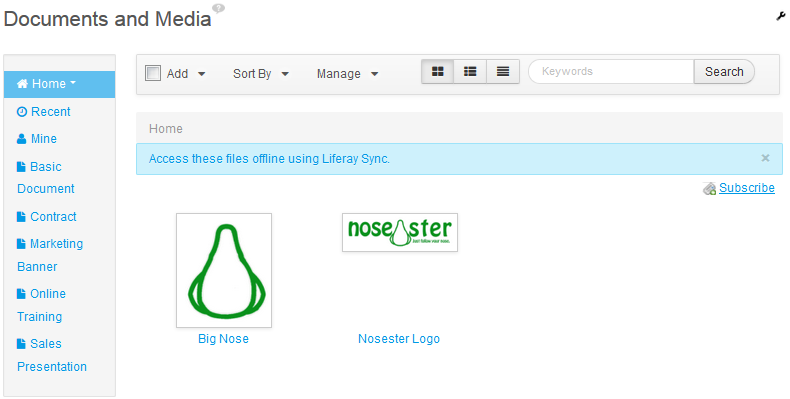 Documents and Media
Home
Recent
Mine
Basic
Document
Contract
Marketing
Banner
Online
Training
Sales
Presentation
Add Sort By Manage Keywords Search
Home
Access these files offline using Liferay Sync. ×
Subscribe
nosester
Just follow your nose.
Big Nose
Nosester Logo